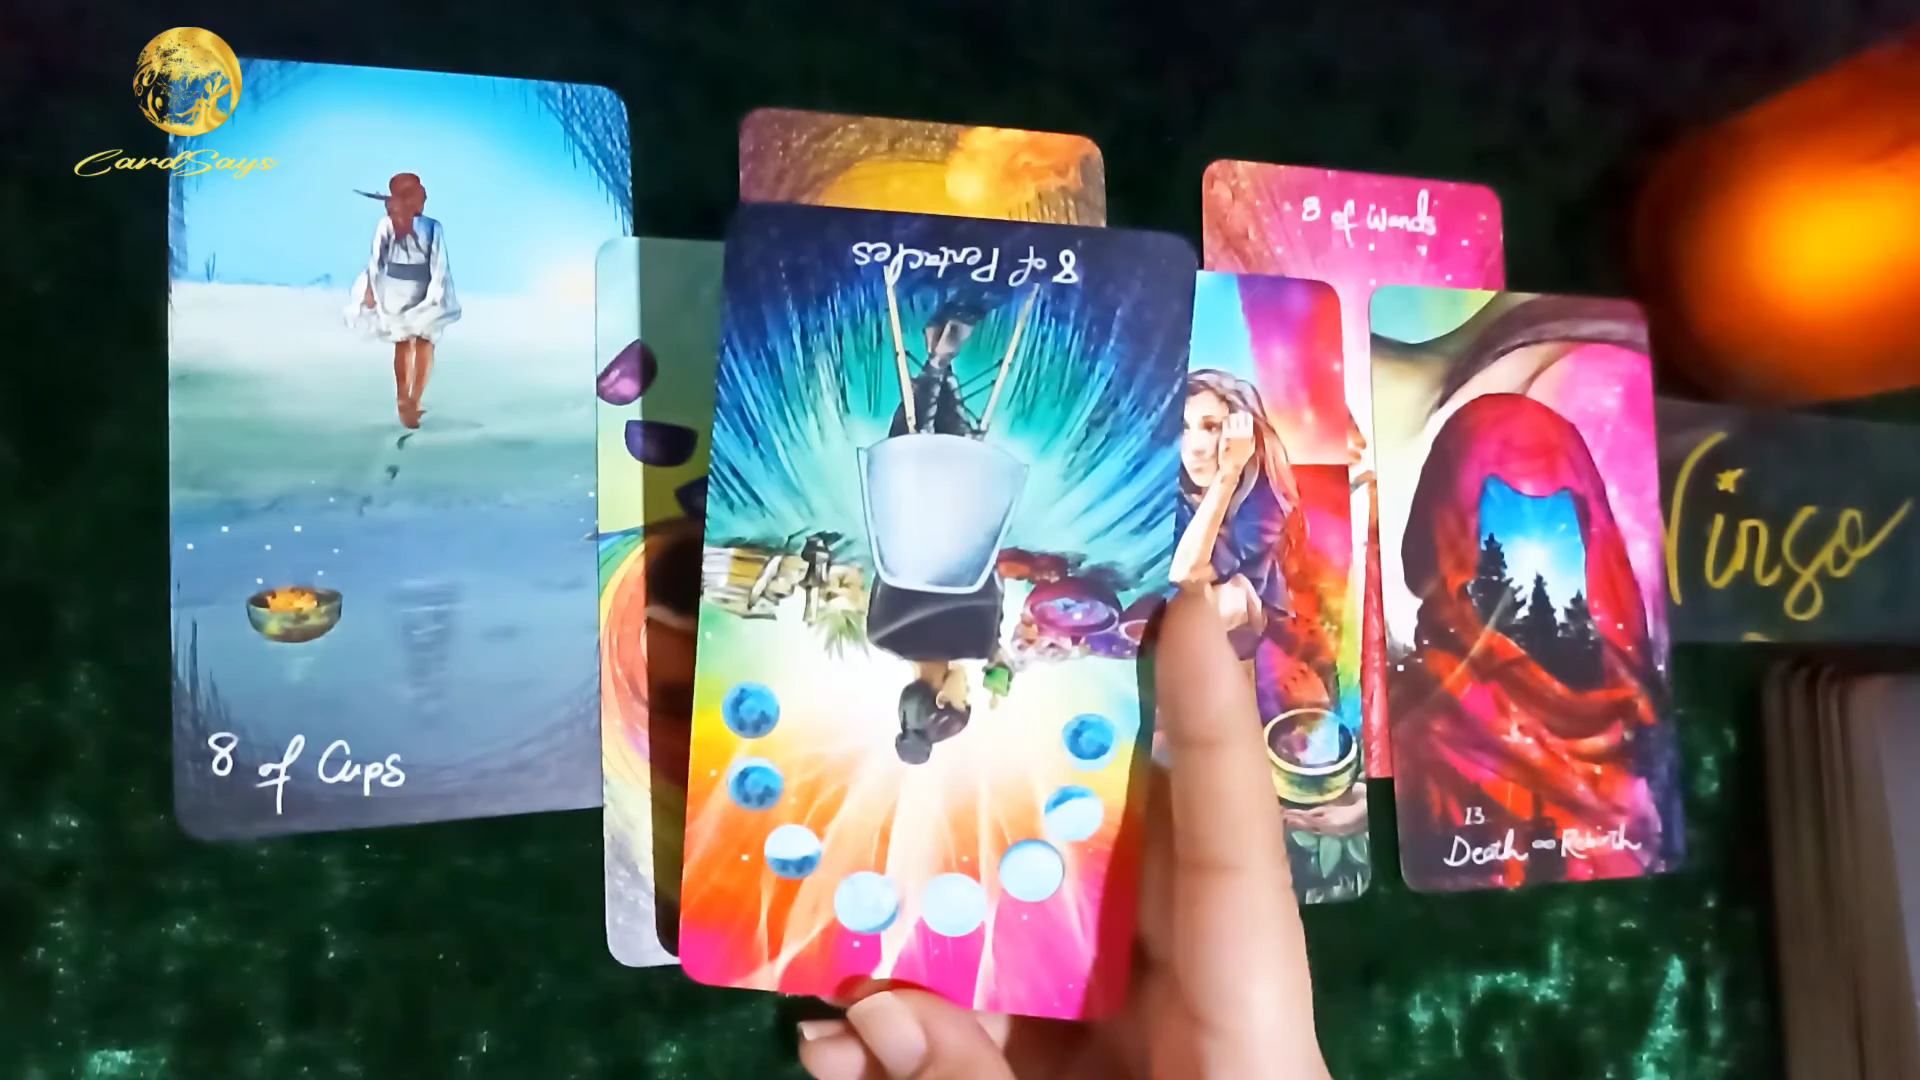 CardSays
8 of Cups
8 of Pentacles
8 of Wands
13
Death ∞ Rebirth
Virgo